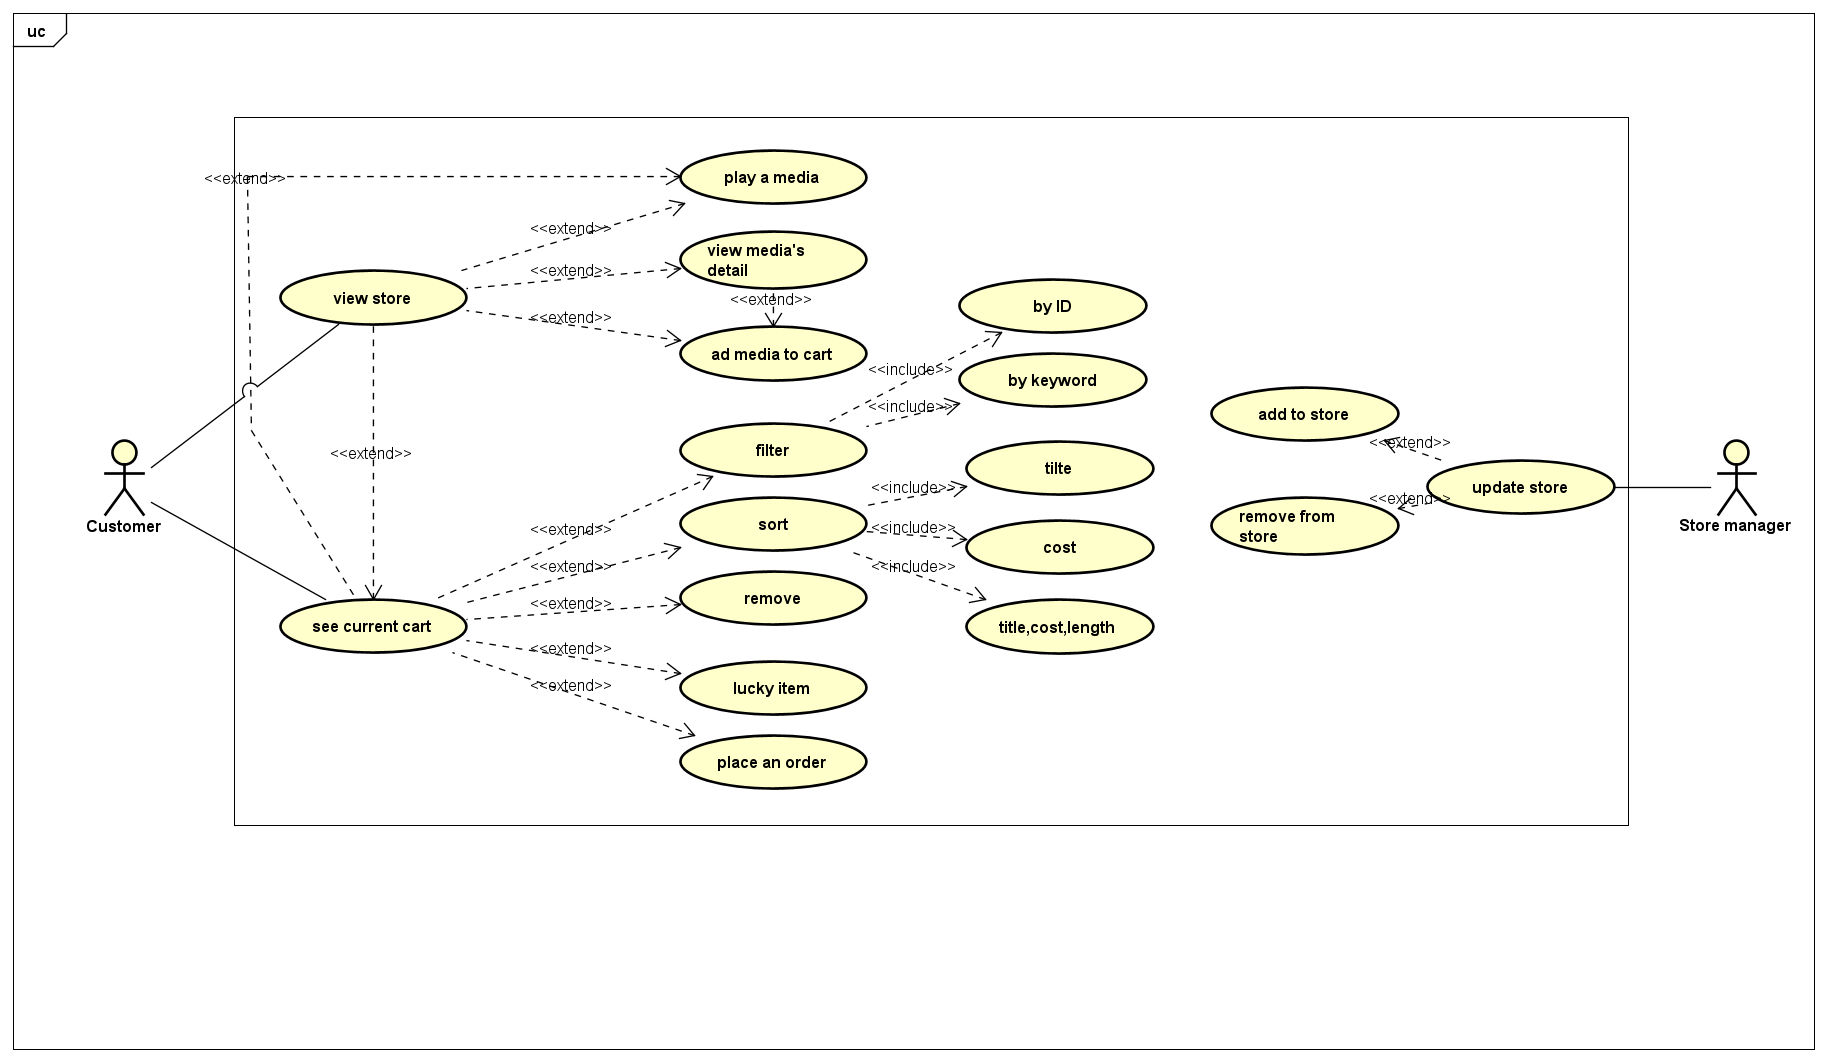 uc
<<extend>>
play a media
<<extend>>
view media's
detail
<<extend>>
view store
<<extend>>
<<extend>>
ad media to cart
by ID
<<include>>
by keyword
<<include>>
add to store
<<extend>>
filter
<<extend>>
tilte
<<include>>
update store
<<extend>>
remove from
store
Customer
Store manager
sort
<<extend>>
<<include>>
cost
<<extend>>
<<include>>
remove
<<extend>>
see current cart
title,cost,length
<<extend>>
lucky item
<<extend>>
place an order